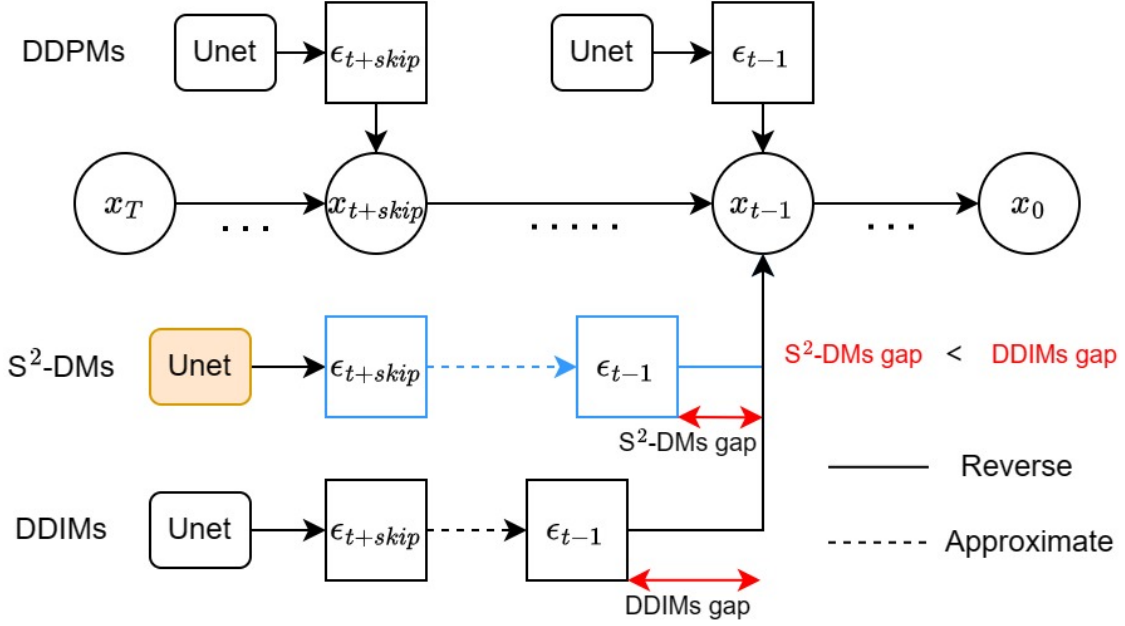 DDPMs Unet ϵ_{t+skip} Unet ϵ_{t−1}
x_T ... x_{t+skip} ..... x_{t−1} ... x_0
S²-DMs Unet ϵ_{t+skip} ϵ_{t−1} S²-DMs gap < DDIMs gap
S²-DMs gap
Reverse
DDIMs Unet ϵ_{t+skip} ϵ_{t−1} Approximate
DDIMs gap